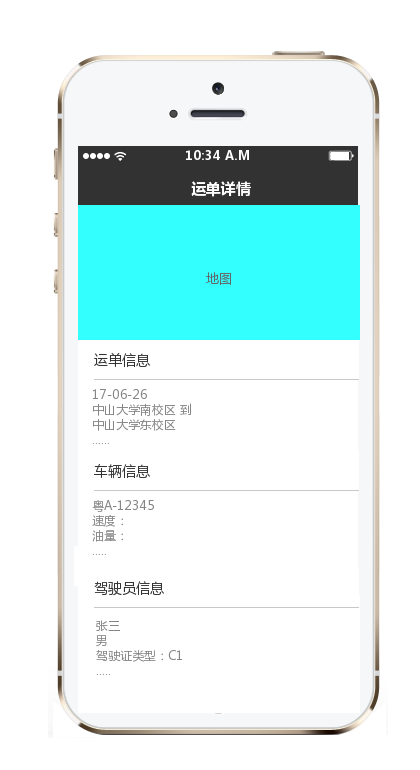 10:34 A.M
运单详情
地图
运单信息
17-06-26
中山大学南校区 到
中山大学东校区
......
车辆信息
粤A-12345
速度：
油量：
.....
驾驶员信息
张三
男
驾驶证类型：C1
.....